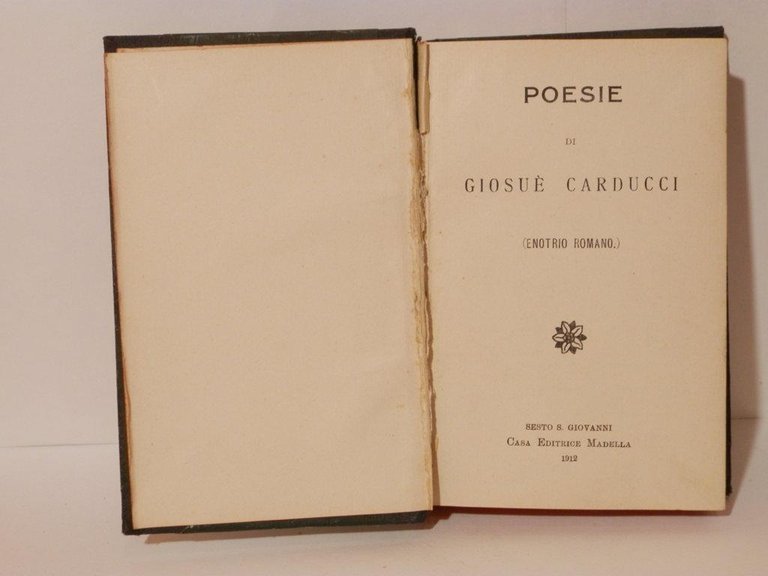 POESIE
DI
GIOSUÈ CARDUCCI
(ENOTRIO ROMANO.)
SESTO S. GIOVANNI
CASA EDITRICE MADELLA
1912